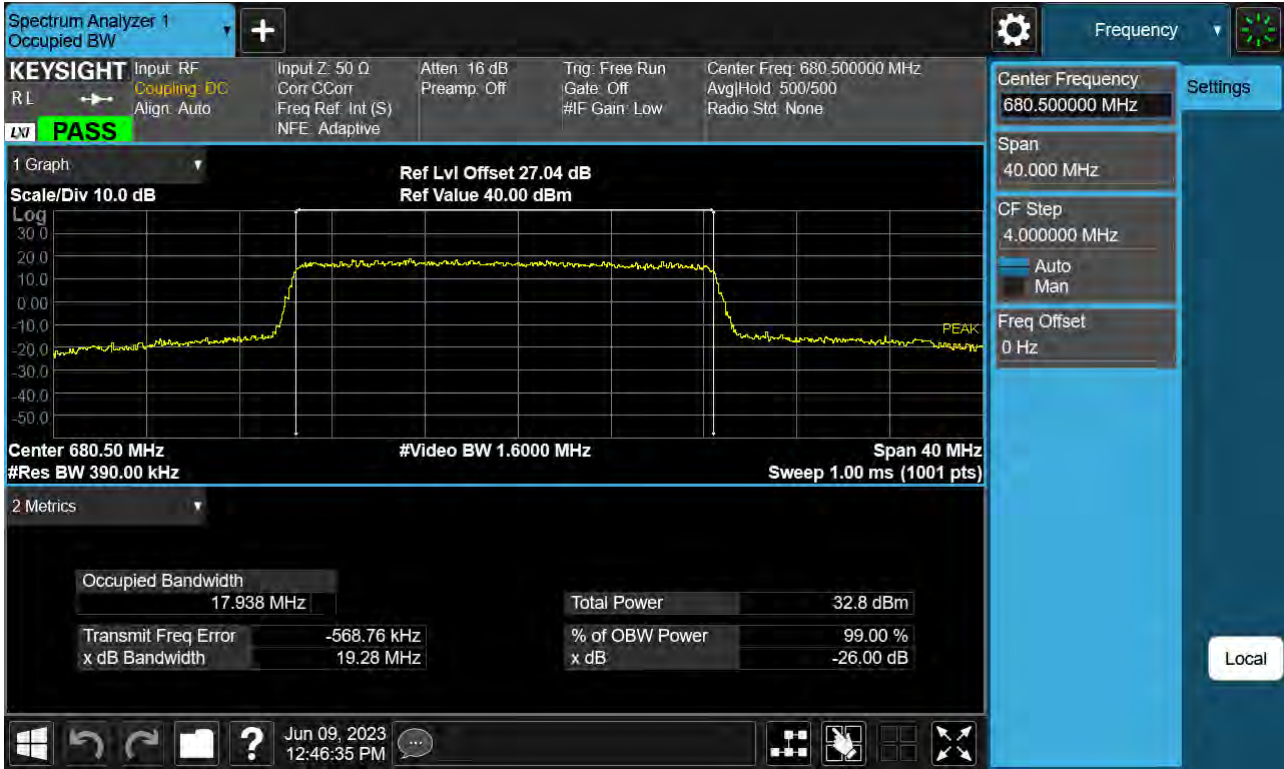 Spectrum Analyzer 1
Occupied BW
+
Frequency
KEYSIGHT
RL
LXI
PASS
Input: RF
Coupling: DC
Align: Auto
Input Z: 50 Ω
Corr CCorr
Freq Ref: Int (S)
NFE: Adaptive
Atten: 16 dB
Preamp: Off
Trig: Free Run
Gate: Off
#IF Gain: Low
Center Freq: 680.500000 MHz
Avg|Hold: 500/500
Radio Std: None
Center Frequency
680.500000 MHz
Settings
Span
40.000 MHz
CF Step
4.000000 MHz
Auto
Man
Freq Offset
0 Hz
Local
1 Graph
Scale/Div 10.0 dB
Ref Lvl Offset 27.04 dB
Ref Value 40.00 dBm
Log
30.0
20.0
10.0
0.00
-10.0
-20.0
-30.0
-40.0
-50.0
PEAK
Center 680.50 MHz
#Video BW 1.6000 MHz
Span 40 MHz
#Res BW 390.00 kHz
Sweep 1.00 ms (1001 pts)
2 Metrics
Occupied Bandwidth
17.938 MHz
Total Power 32.8 dBm
Transmit Freq Error -568.76 kHz
% of OBW Power 99.00 %
x dB Bandwidth 19.28 MHz
x dB -26.00 dB
?
Jun 09, 2023
12:46:35 PM